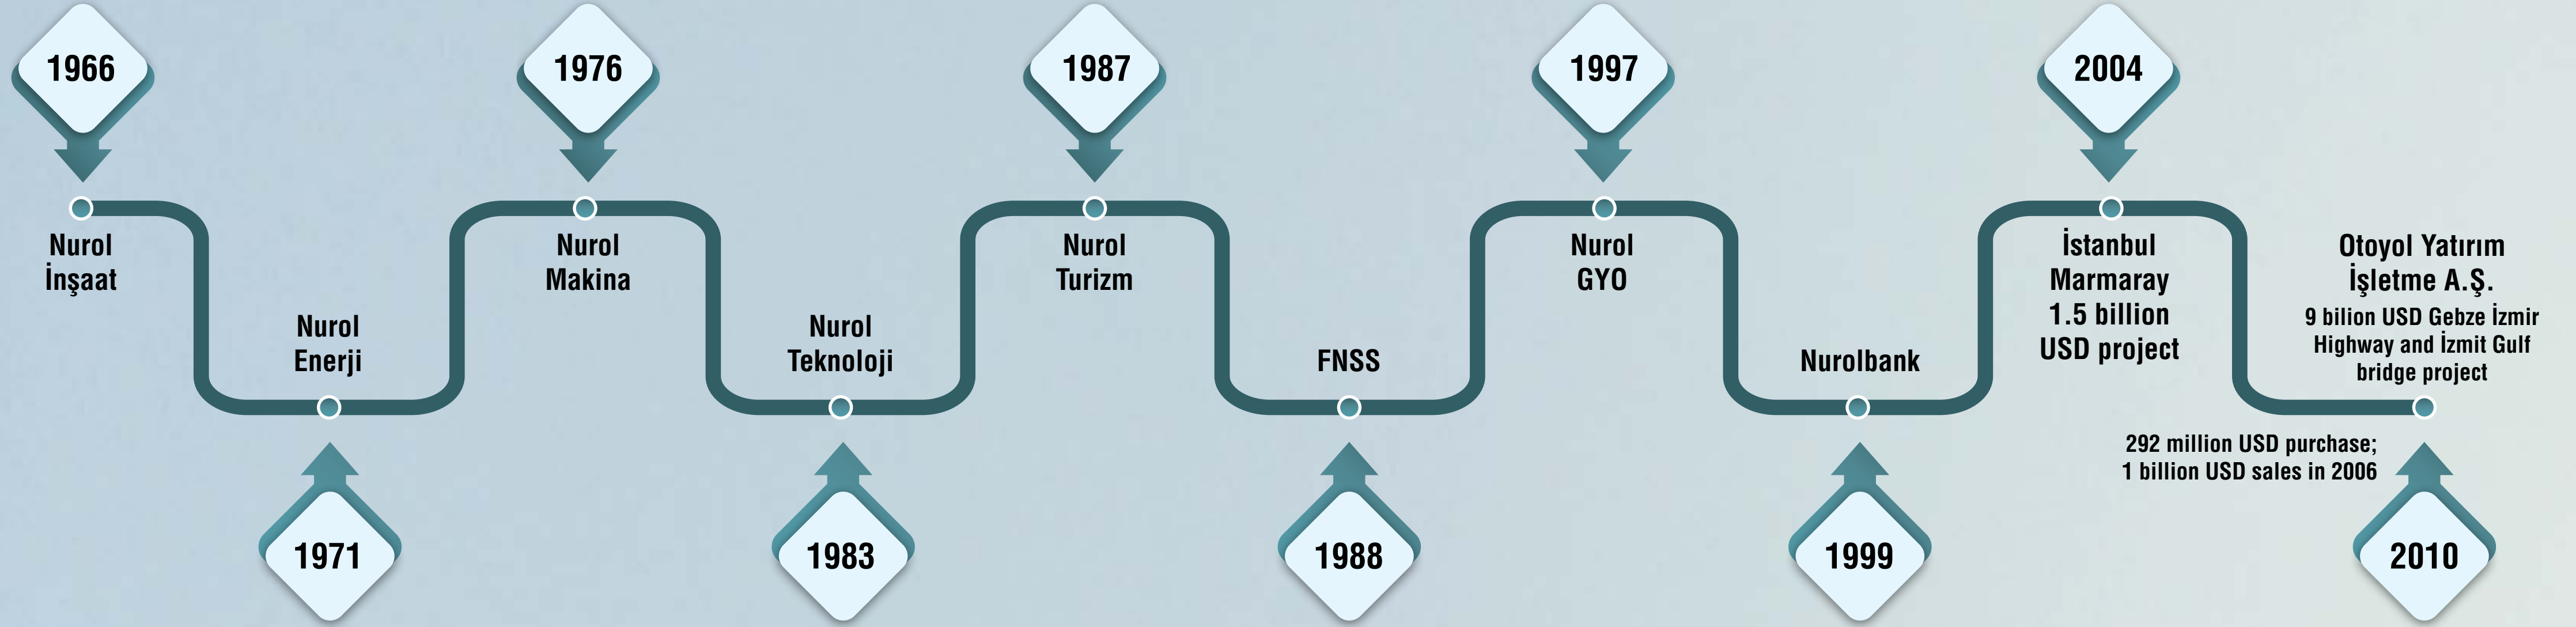 1966
Nurol
İnşaat
1971
Nurol
Enerji
1976
Nurol
Makina
1983
Nurol
Teknoloji
1987
Nurol
Turizm
1988
FNSS
1997
Nurol
GYO
1999
Nurolbank
2004
İstanbul
Marmaray
1.5 billion
USD project
2010
Otoyol Yatırım
İşletme A.Ş.
9 bilion USD Gebze İzmir
Highway and İzmit Gulf
bridge project
292 million USD purchase;
1 billion USD sales in 2006